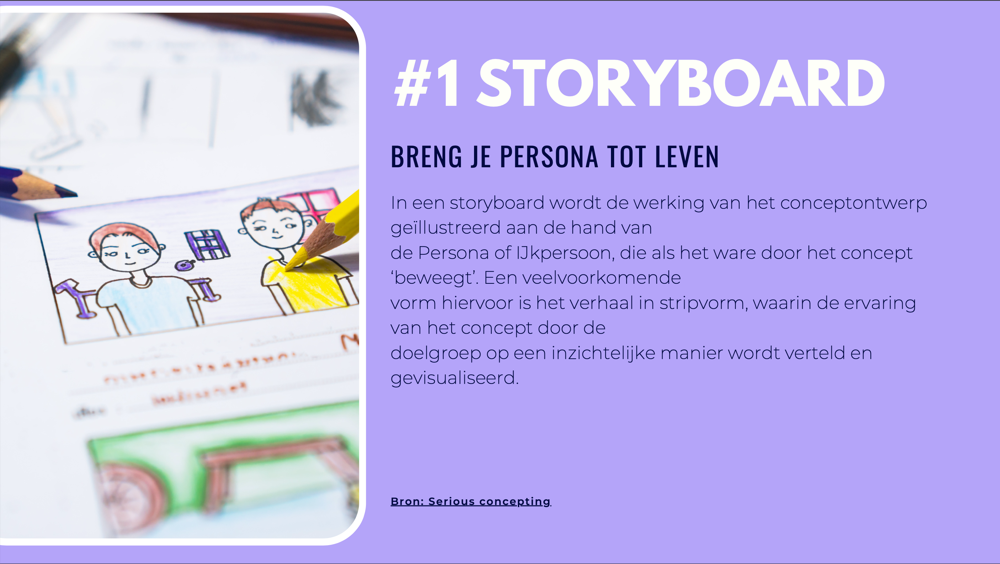 #1 STORYBOARD
BRENG JE PERSONA TOT LEVEN
In een storyboard wordt de werking van het conceptontwerp
geïllustreerd aan de hand van
de Persona of IJkpersoon, die als het ware door het concept
‘beweegt’. Een veelvoorkomende
vorm hiervoor is het verhaal in stripvorm, waarin de ervaring
van het concept door de
doelgroep op een inzichtelijke manier wordt verteld en
gevisualiseerd.
Bron: Serious concepting